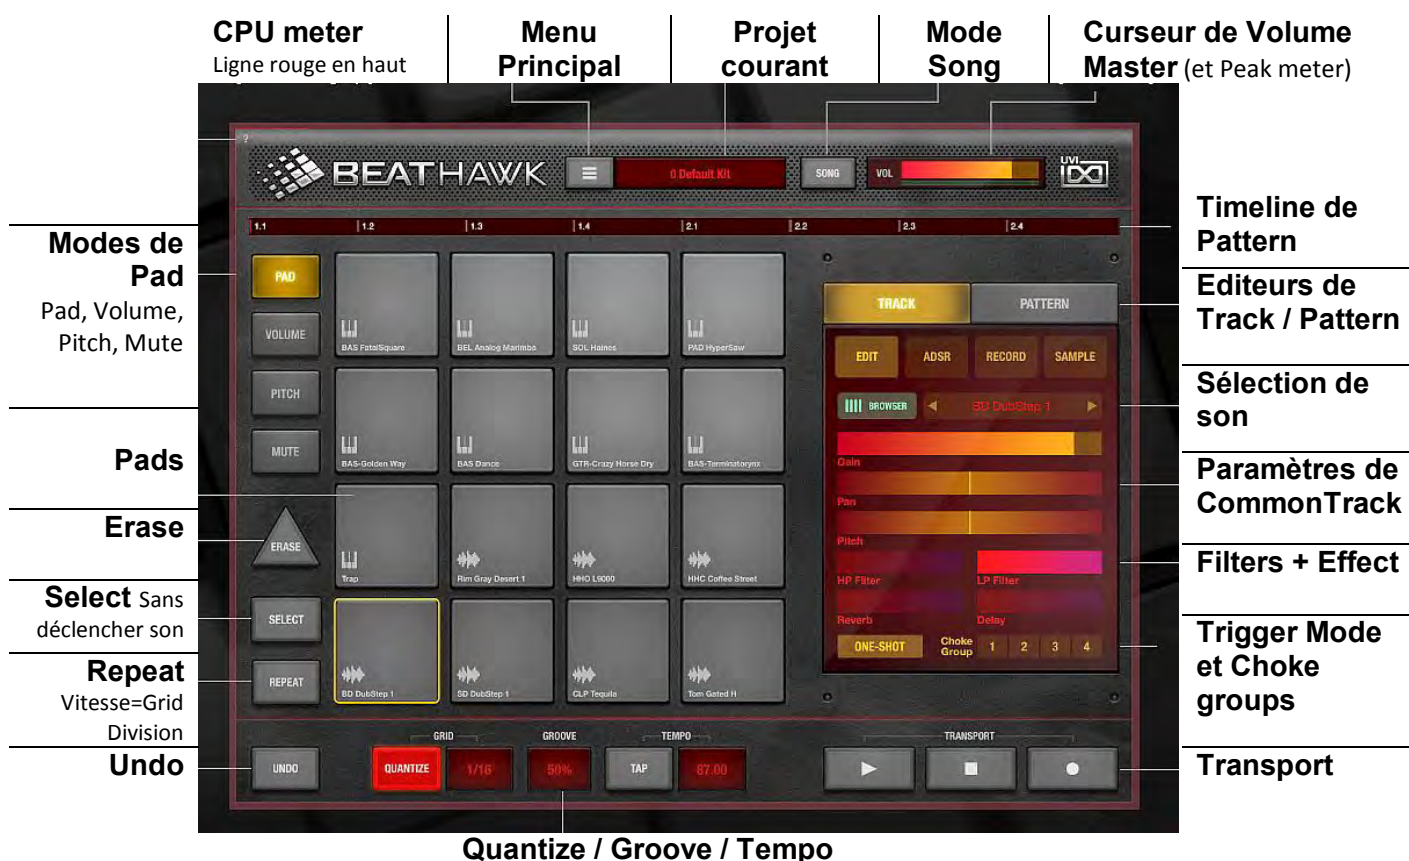 CPU meter
Ligne rouge en haut
Menu
Principal
Projet
courant
Mode
Song
Curseur de Volume
Master (et Peak meter)
?
BEATHAWK
0 Default Kit
SONG
VOL
UVI
1.1 1.2 1.3 1.4 2.1 2.2 2.3 2.4
Timeline de
Pattern
Modes de
Pad
Pad, Volume,
Pitch, Mute
PAD
VOLUME
PITCH
MUTE
Pads
Erase
ERASE
Select Sans
déclencher son
SELECT
Repeat
Vitesse=Grid
Division
REPEAT
Undo
UNDO
BAS FatalSquare
BEL Analog Marimba
SOL Haines
PAD HyperSaw
BAS-Golden Way
BAS Dance
GTR-Crazy Horse Dry
BAS-Terminatorynx
Trap
Rim Gray Desert 1
HHO L9000
HHC Coffee Street
BD DubStep 1
SD DubStep 1
CLP Tequila
Tom Gated H
TRACK PATTERN
EDIT ADSR RECORD SAMPLE
BROWSER BD DubStep 1
Gain
Pan
Pitch
HP Filter LP Filter
Reverb Delay
ONE-SHOT Choke
Group 1 2 3 4
Editeurs de
Track / Pattern
Sélection de
son
Paramètres de
CommonTrack
Filters + Effect
Trigger Mode
et Choke
groups
Transport
GRID GROOVE TEMPO TRANSPORT
QUANTIZE 1/16 50% TAP 87.00
Quantize / Groove / Tempo